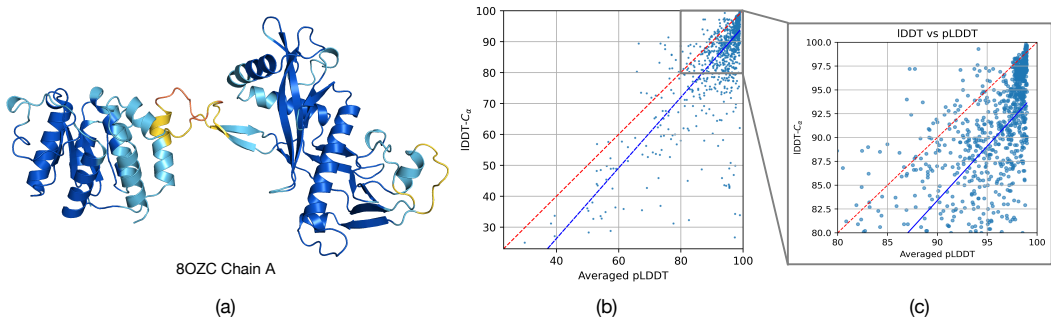 8OZC Chain A
(a)
100
90
80
70
60
50
40
30
lDDT-Cα
40
60
80
100
Averaged pLDDT
(b)
lDDT vs pLDDT
100.0
97.5
95.0
92.5
90.0
87.5
85.0
82.5
80.0
lDDT-Cα
80
85
90
95
100
Averaged pLDDT
(c)